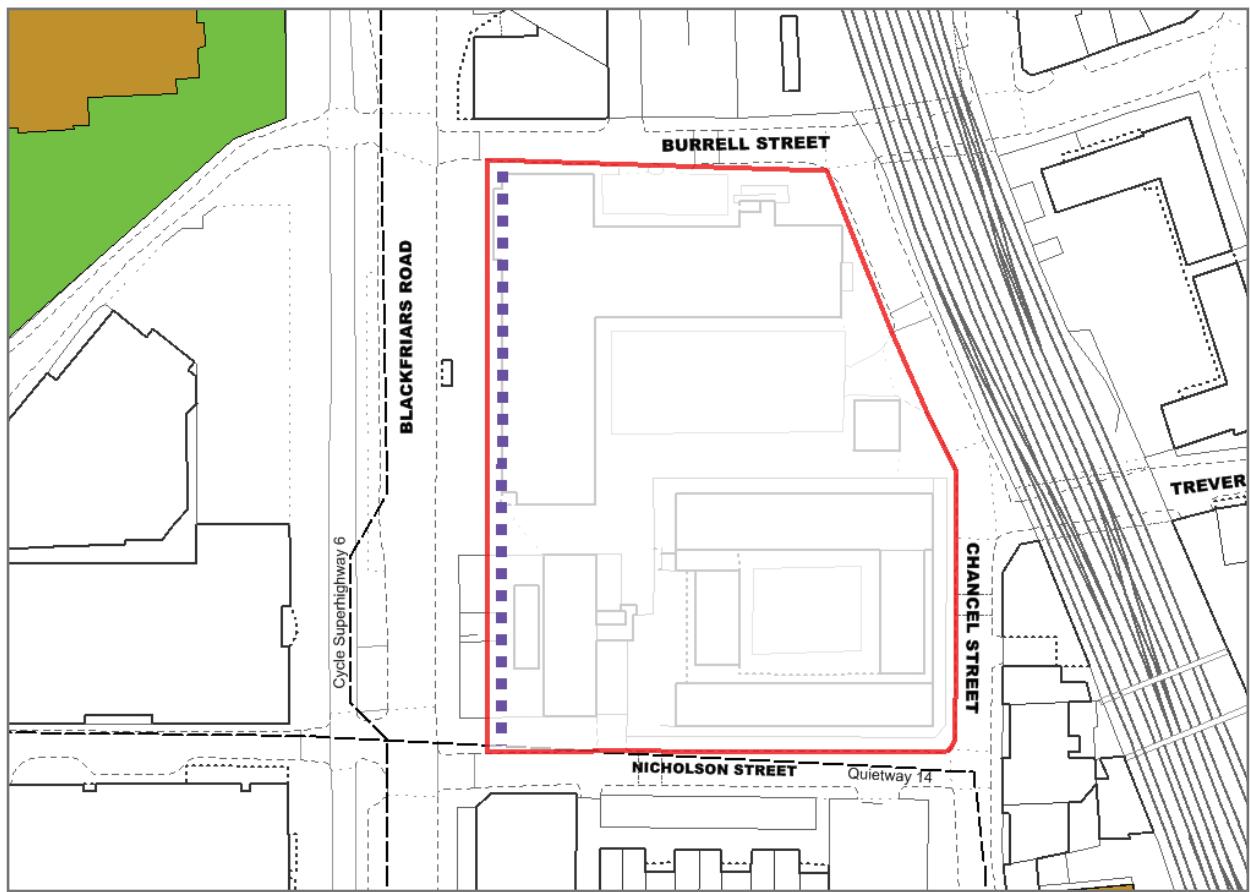 BURRELL STREET
BLACKFRIARS ROAD
TREVER
Cycle Superhighway 6
CHANCEL STREET
NICHOLSON STREET
Quietway 14